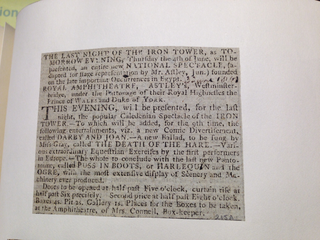 THE LAST NIGHT OF THE IRON TOWER, as TO-
MORROW EVENING, Thursday the 4th of June, will be
presented, an entire new NATIONAL SPECTACLE, (a-
dapted for stage representation by Mr. Astley, jun.) founded
on the late important Occurrences in Egypt.
ROYAL AMPHITHEATRE, ASTLEY's, Westminster-
bridge, under the Patronage of their Royal Highnesses the
Prince of WALES and Duke of YORK.
THIS EVENING, will be presented, for the last
night, the popular Caledonian Spectacle of the IRON
TOWER.—To which will be added, for the 9th time, the
following entertainments, viz. a new Comic Divertissement,
called DARBY AND JOAN.—A new Ballad, to be sung by
Miss Gray, called THE DEATH OF THE HARE.—Vari-
ous extraordinary Equestrian Exercises by the first performers
in Europe.—The whole to conclude with the last new Panto-
mime, called PUSS IN BOOTS, or HARLEQUIN and the
OGRE, with the most extensive display of Scenery and Ma-
chinery ever produced.
Doors to be opened at half past Five o'clock, curtain rise at
half past Six precisely. Second price at half past Eight o'clock.
Boxes 4s. Pit 2s. Gallery 1s. Places for the Boxes to be taken,
at the Amphitheatre, of Mr. Connell, Box-keeper.